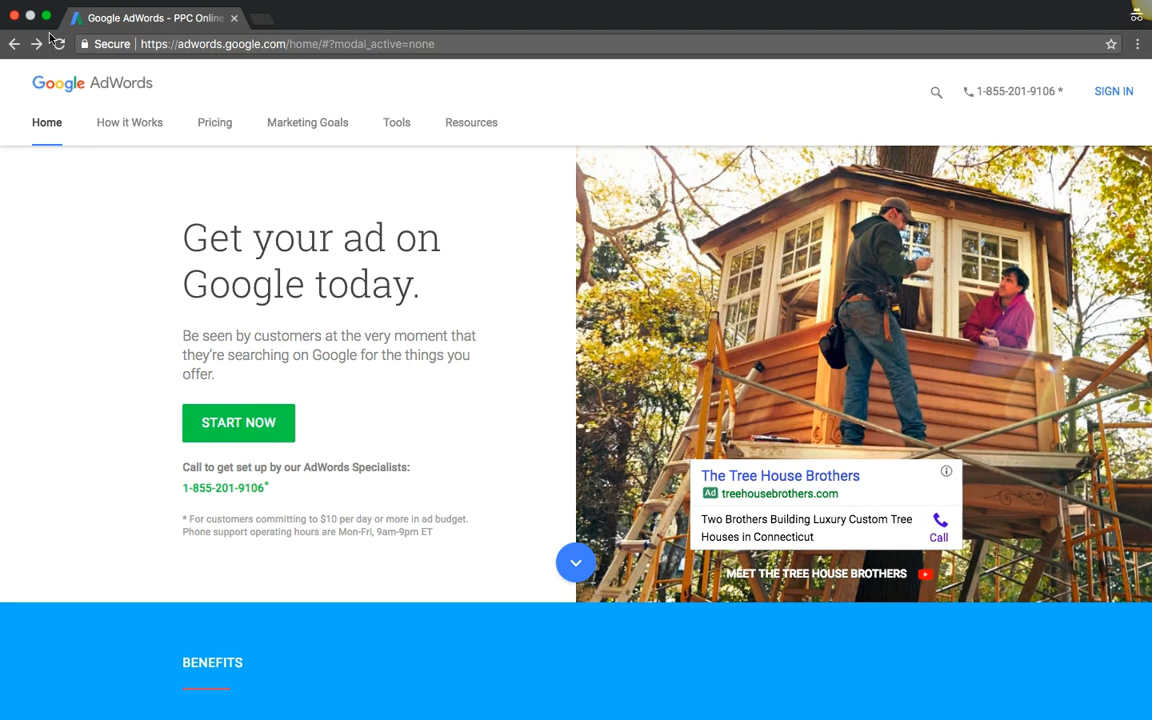 Google AdWords - PPC Online
Secure | https://adwords.google.com/home/#?modal_active=none
Google AdWords
1-855-201-9106 *
SIGN IN
Home
How it Works
Pricing
Marketing Goals
Tools
Resources
Get your ad on
Google today.
Be seen by customers at the very moment that
they're searching on Google for the things you
offer.
START NOW
Call to get set up by our AdWords Specialists:
1-855-201-9106*
* For customers committing to $10 per day or more in ad budget.
Phone support operating hours are Mon-Fri, 9am-9pm ET
The Tree House Brothers
Ad treehousebrothers.com
Two Brothers Building Luxury Custom Tree
Houses in Connecticut
Call
MEET THE TREE HOUSE BROTHERS
BENEFITS